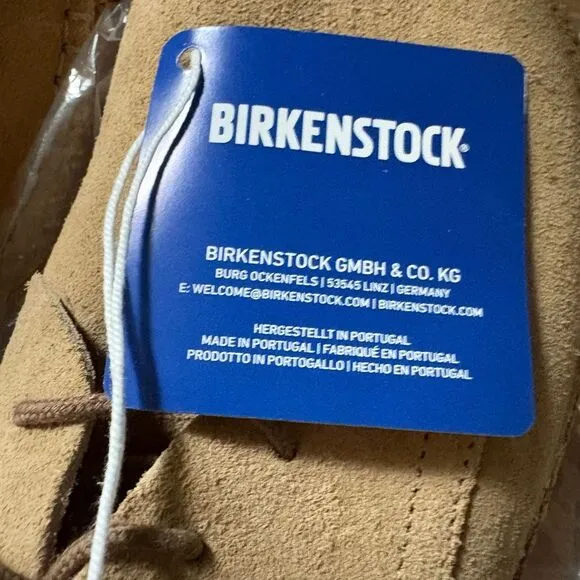 BIRKENSTOCK®
BIRKENSTOCK GMBH & CO. KG
BURG OCKENFELS | 53545 LINZ | GERMANY
E: WELCOME@BIRKENSTOCK.COM | BIRKENSTOCK.COM
HERGESTELLT IN PORTUGAL
MADE IN PORTUGAL | FABRIQUÉ EN PORTUGAL
PRODOTTO IN PORTOGALLO | HECHO EN PORTUGAL